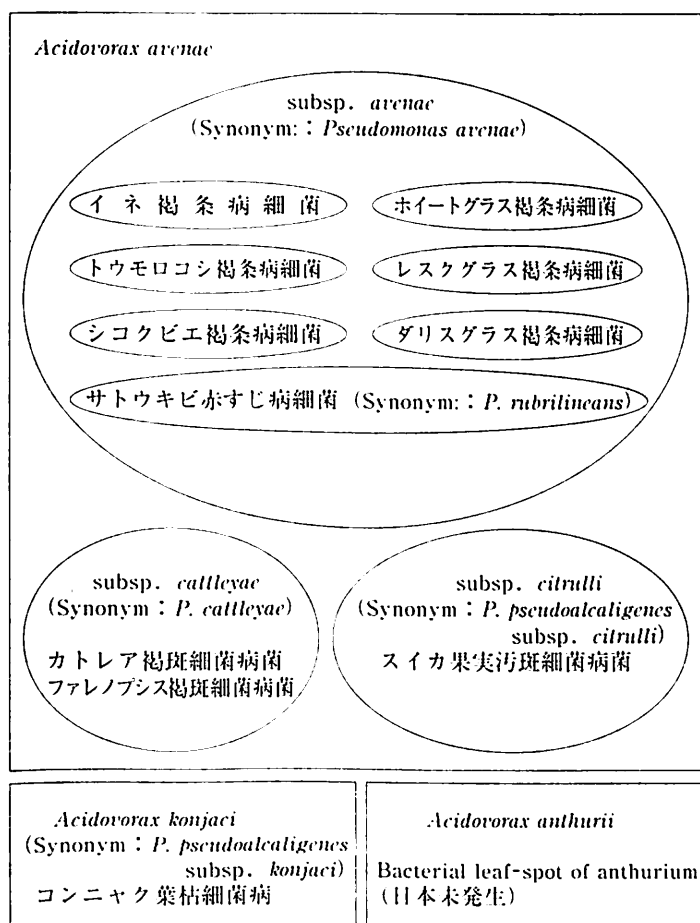 Acidovorax avenae
subsp. avenae
(Synonym:：Pseudomonas avenae)
イネ褐条病細菌
ホイートグラス褐条病細菌
トウモロコシ褐条病細菌
レスクグラス褐条病細菌
シコクビエ褐条病細菌
ダリスグラス褐条病細菌
サトウキビ赤すじ病細菌 (Synonym:：P. rubrilineans)
subsp. cattleyae
(Synonym：P. cattleyae)
カトレア褐斑細菌病菌
ファレノプシス褐斑細菌病菌
subsp. citrulli
(Synonym：P. pseudoalcaligenes
subsp. citrulli)
スイカ果実汚斑細菌病菌
Acidovorax konjaci
(Synonym：P. pseudoalcaligenes
subsp. konjaci)
コンニャク葉枯細菌病
Acidovorax anthurii
Bacterial leaf-spot of anthurium
(日本未発生)